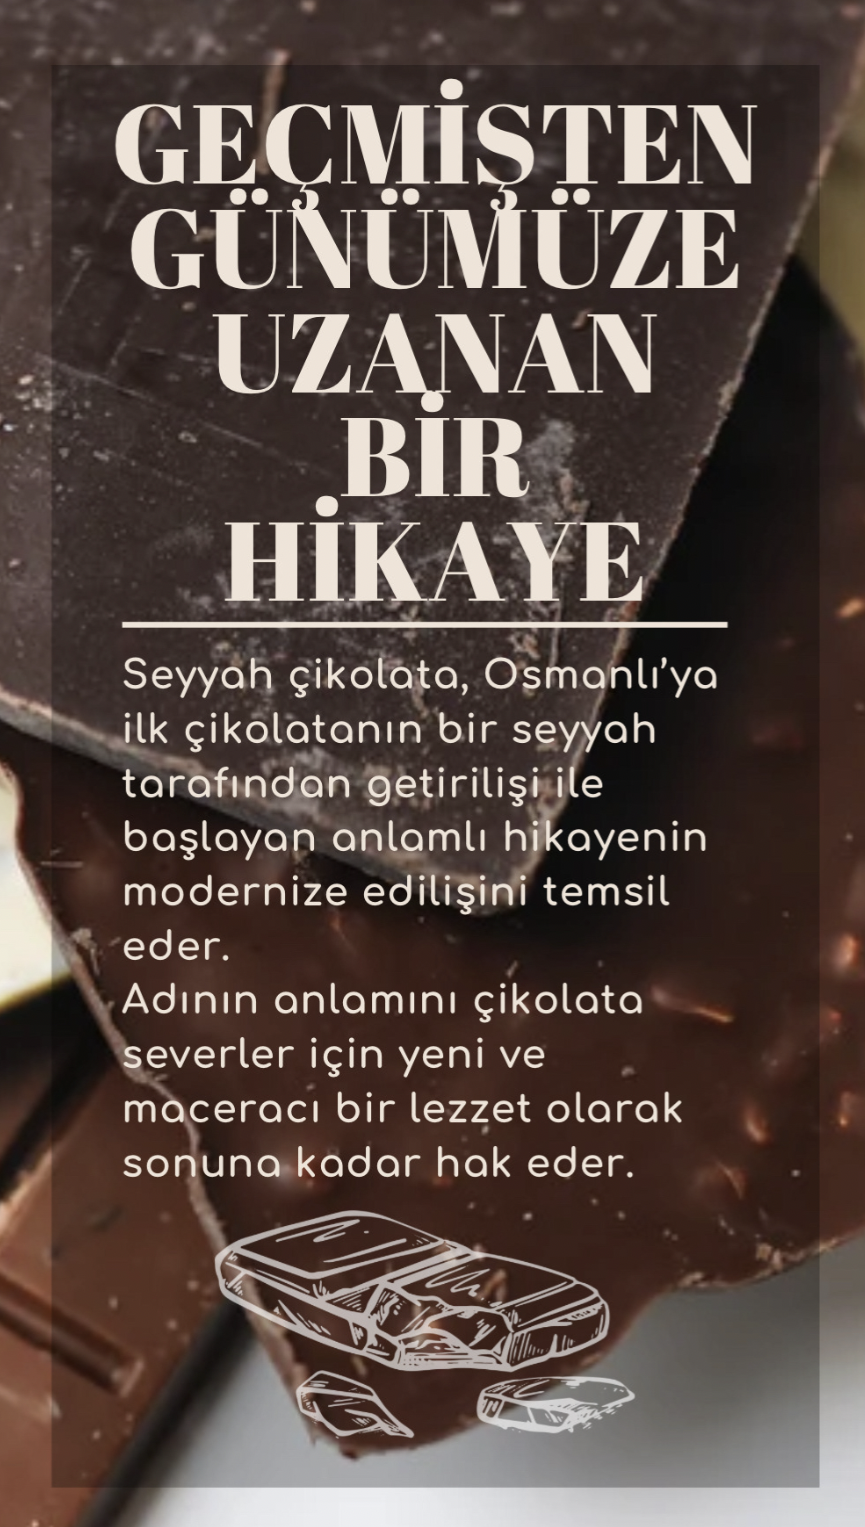 GEÇMİŞTEN
GÜNÜMÜZE
UZANAN
BİR
HİKAYE
Seyyah çikolata, Osmanlı’ya
ilk çikolatanın bir seyyah
tarafından getirilişi ile
başlayan anlamlı hikayenin
modernize edilişini temsil
eder.
Adının anlamını çikolata
severler için yeni ve
maceracı bir lezzet olarak
sonuna kadar hak eder.